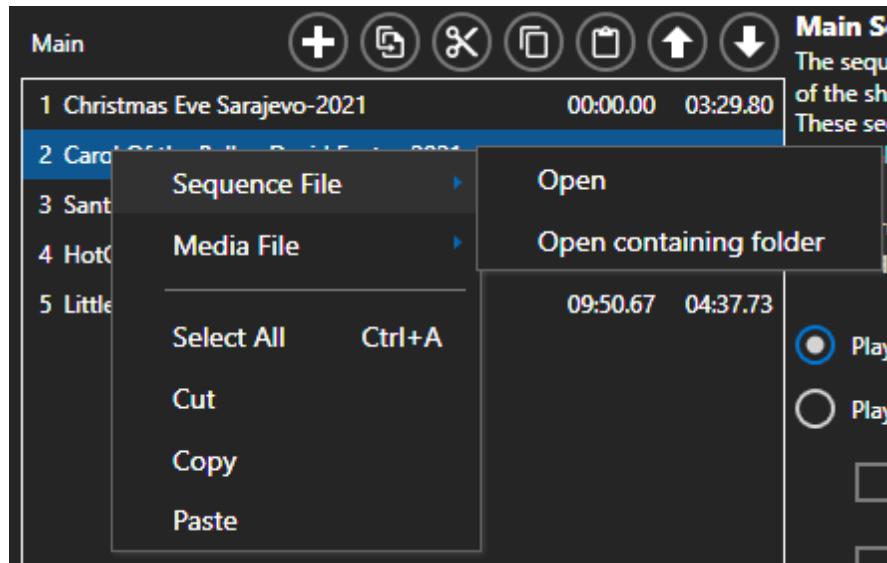 Main
Main S
The sequ
of the sh
These se
1 Christmas Eve Sarajevo-2021 00:00.00 03:29.80
2 Caro
3 Sant
4 Hot
5 Little 09:50.67 04:37.73
Sequence File
Media File
Select All Ctrl+A
Cut
Copy
Paste
Open
Open containing folder
Play
Play